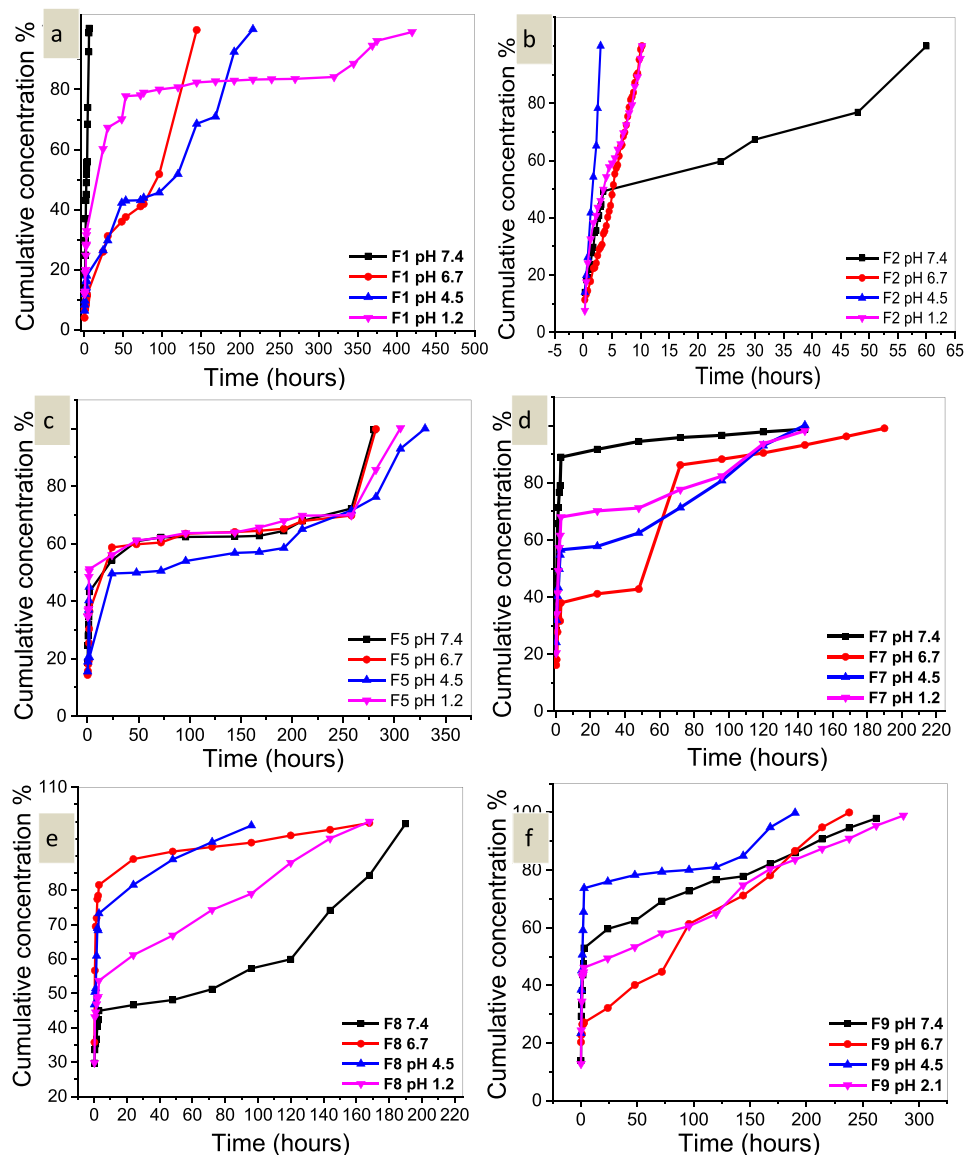 a
Cumulative concentration %
80
60
40
20
0
F1 pH 7.4
F1 pH 6.7
F1 pH 4.5
F1 pH 1.2
0 50 100 150 200 250 300 350 400 450 500
Time (hours)
b
Cumulative concentration %
80
60
40
20
0
F2 pH 7.4
F2 pH 6.7
F2 pH 4.5
F2 pH 1.2
-5 0 5 10 15 20 25 30 35 40 45 50 55 60 65
Time (hours)
c
Cumulative concentration %
80
60
40
20
0
F5 pH 7.4
F5 pH 6.7
F5 pH 4.5
F5 pH 1.2
0 50 100 150 200 250 300 350
Time (hours)
d
Cumulative concentration %
80
60
40
20
0
F7 pH 7.4
F7 pH 6.7
F7 pH 4.5
F7 pH 1.2
0 20 40 60 80 100 120 140 160 180 200 220
Time (hours)
e
Cumulative concentration %
110
80
70
60
50
40
30
20
F8 7.4
F8 6.7
F8 pH 4.5
F8 pH 1.2
0 20 40 60 80 100 120 140 160 180 200 220
Time (hours)
f
Cumulative concentration %
100
60
40
20
0
F9 pH 7.4
F9 pH 6.7
F9 pH 4.5
F9 pH 2.1
0 50 100 150 200 250 300
Time (hours)